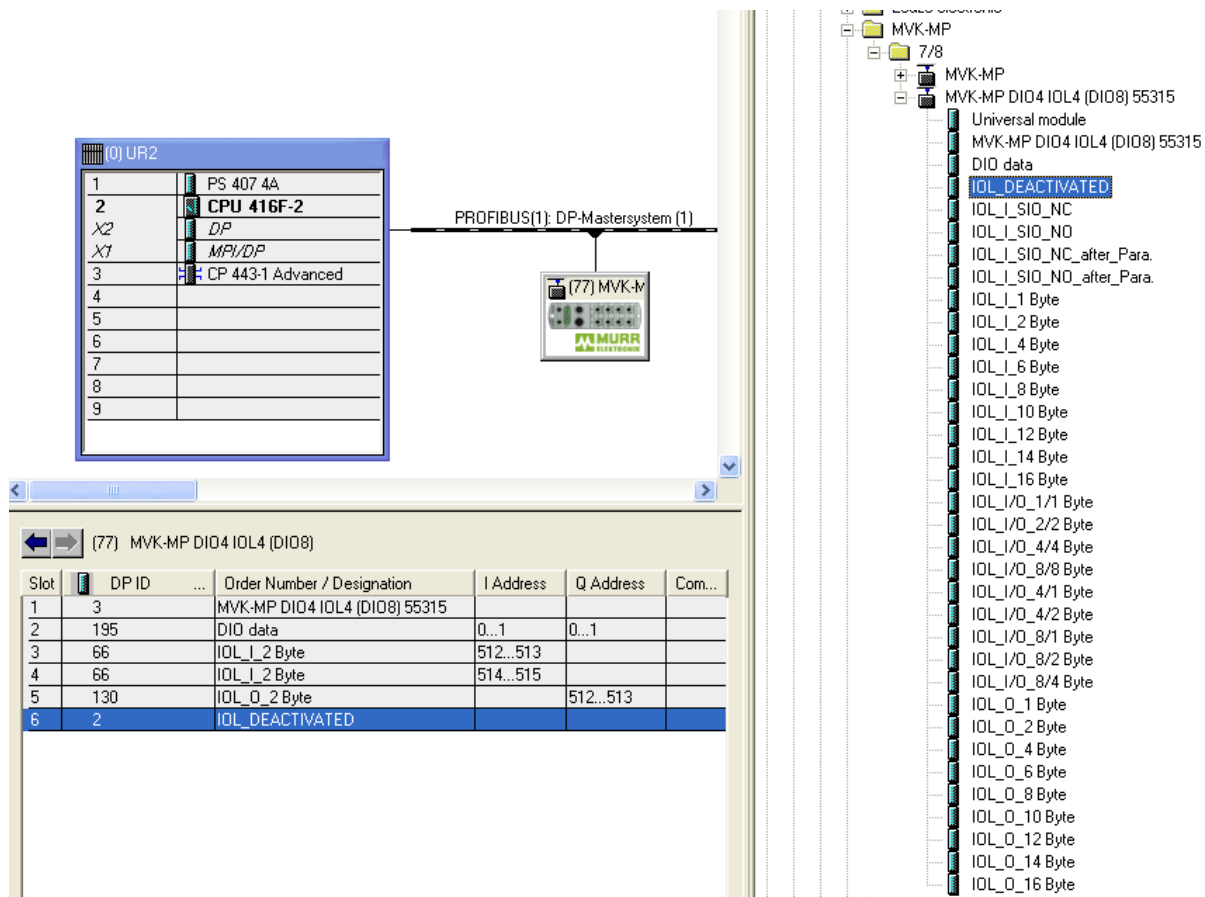 (0) UR2
1 PS 407 4A
2 CPU 416F-2
X2 DP
X1 MPI/DP
3 CP 443-1 Advanced
4
5
6
7
8
9
PROFIBUS(1): DP-Mastersystem (1)
(77) MVK-M
MURR
ELEKTRONIK
(77) MVK-MP DIO4 IOL4 (DIO8)
Slot DP ID ... Order Number / Designation I Address Q Address Com...
1 3 MVK-MP DIO4 IOL4 (DIO8) 55315
2 195 DIO data 0...1 0...1
3 66 IOL_I_2 Byte 512...513
4 66 IOL_I_2 Byte 514...515
5 130 IOL_O_2 Byte 512...513
6 2 IOL_DEACTIVATED
MVK-MP
7/8
MVK-MP
MVK-MP DIO4 IOL4 (DIO8) 55315
Universal module
MVK-MP DIO4 IOL4 (DIO8) 55315
DIO data
IOL_DEACTIVATED
IOL_I_SIO_NC
IOL_I_SIO_NO
IOL_I_SIO_NC_after_Para.
IOL_I_SIO_NO_after_Para.
IOL_I_1 Byte
IOL_I_2 Byte
IOL_I_4 Byte
IOL_I_6 Byte
IOL_I_8 Byte
IOL_I_10 Byte
IOL_I_12 Byte
IOL_I_14 Byte
IOL_I_16 Byte
IOL_I/O_1/1 Byte
IOL_I/O_2/2 Byte
IOL_I/O_4/4 Byte
IOL_I/O_8/8 Byte
IOL_I/O_4/1 Byte
IOL_I/O_4/2 Byte
IOL_I/O_8/1 Byte
IOL_I/O_8/2 Byte
IOL_I/O_8/4 Byte
IOL_O_1 Byte
IOL_O_2 Byte
IOL_O_4 Byte
IOL_O_6 Byte
IOL_O_8 Byte
IOL_O_10 Byte
IOL_O_12 Byte
IOL_O_14 Byte
IOL_O_16 Byte